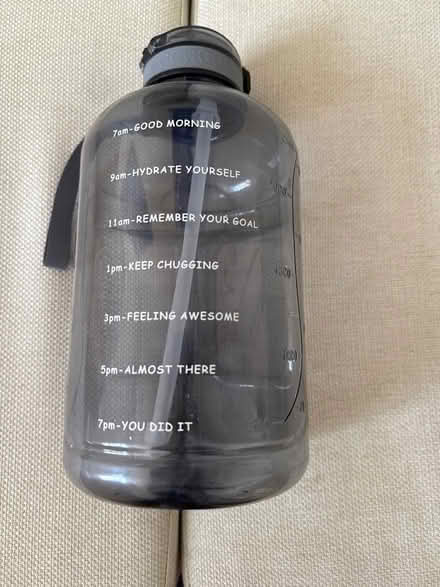 7am-GOOD MORNING
9am-HYDRATE YOURSELF
11am-REMEMBER YOUR GOAL
1pm-KEEP CHUGGING
3pm-FEELING AWESOME
5pm-ALMOST THERE
7pm-YOU DID IT